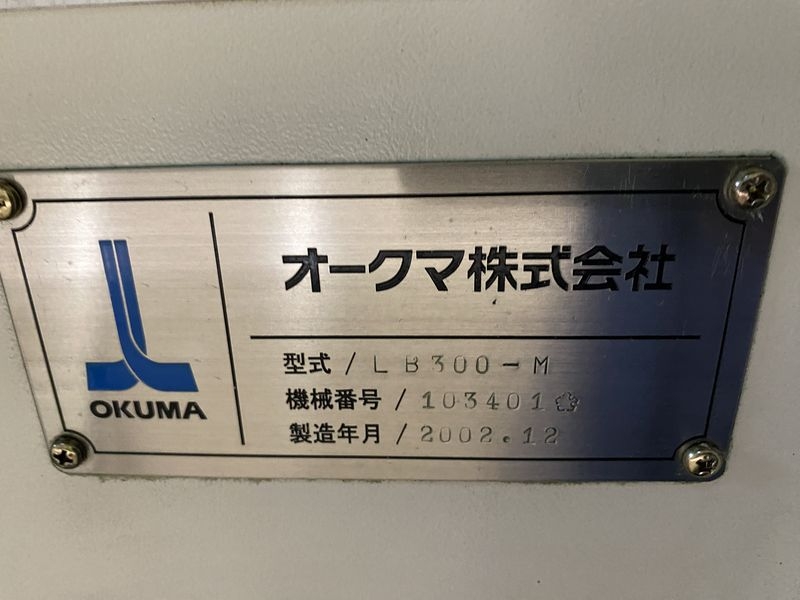 オークマ株式会社
OKUMA
型式 / LB300-M
機械番号 / 103401
製造年月 / 2002.12